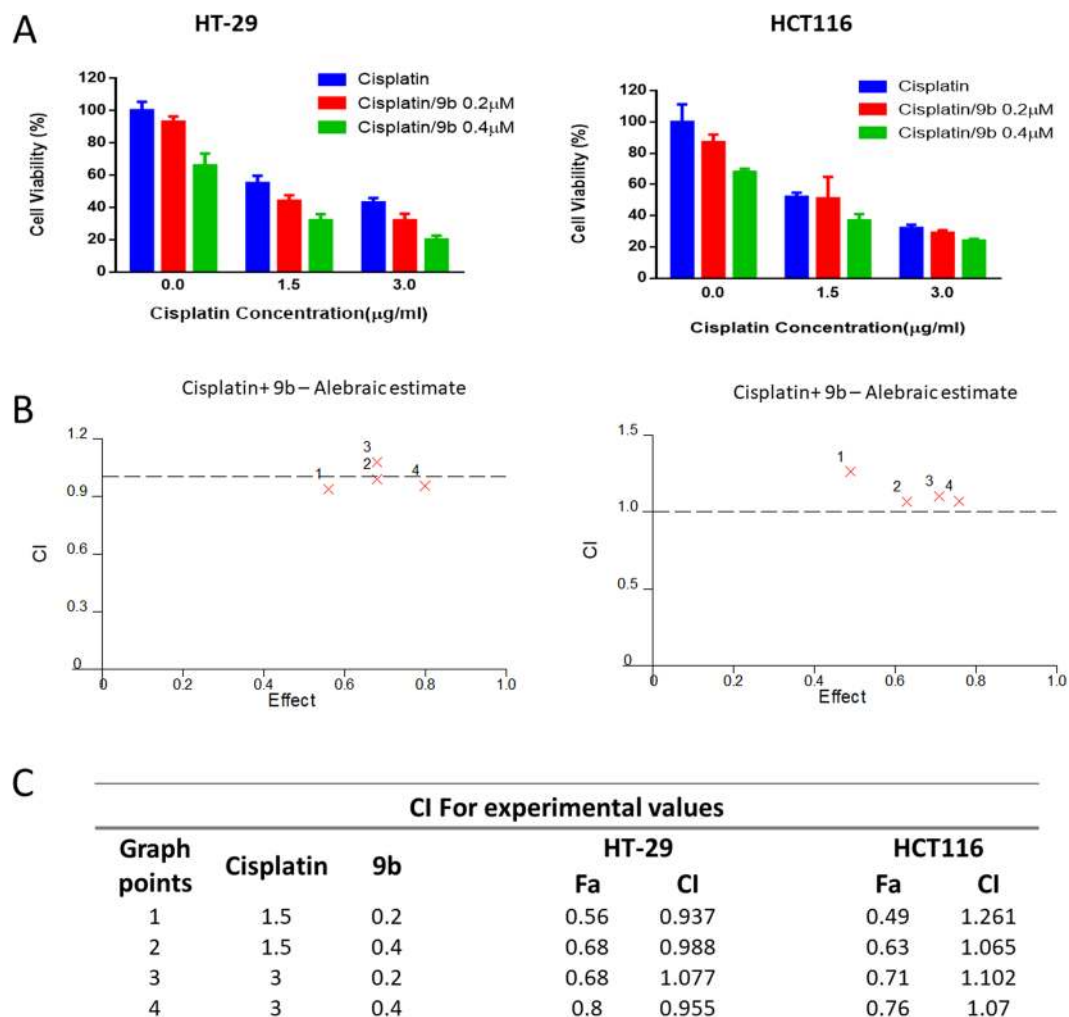 A
HT-29
HCT116
Cisplatin
Cisplatin/9b 0.2μM
Cisplatin/9b 0.4μM
Cell Viability (%)
120
100
80
60
40
20
0
0.0 1.5 3.0
Cisplatin Concentration(μg/ml)
Cisplatin
Cisplatin/9b 0.2μM
Cisplatin/9b 0.4μM
Cell Viability (%)
120
100
80
60
40
20
0
0.0 1.5 3.0
Cisplatin Concentration(μg/ml)
B
Cisplatin+ 9b – Alebraic estimate
CI
1.2
0.9
0.6
0.3
0
1
2
3
4
0 0.2 0.4 0.6 0.8 1.0
Effect
Cisplatin+ 9b – Alebraic estimate
CI
1.5
1.0
0.5
0
1
2
3
4
0 0.2 0.4 0.6 0.8 1.0
Effect
C
CI For experimental values
Graph points Cisplatin 9b HT-29 HCT116
Fa CI Fa CI
1 1.5 0.2 0.56 0.937 0.49 1.261
2 1.5 0.4 0.68 0.988 0.63 1.065
3 3 0.2 0.68 1.077 0.71 1.102
4 3 0.4 0.8 0.955 0.76 1.07